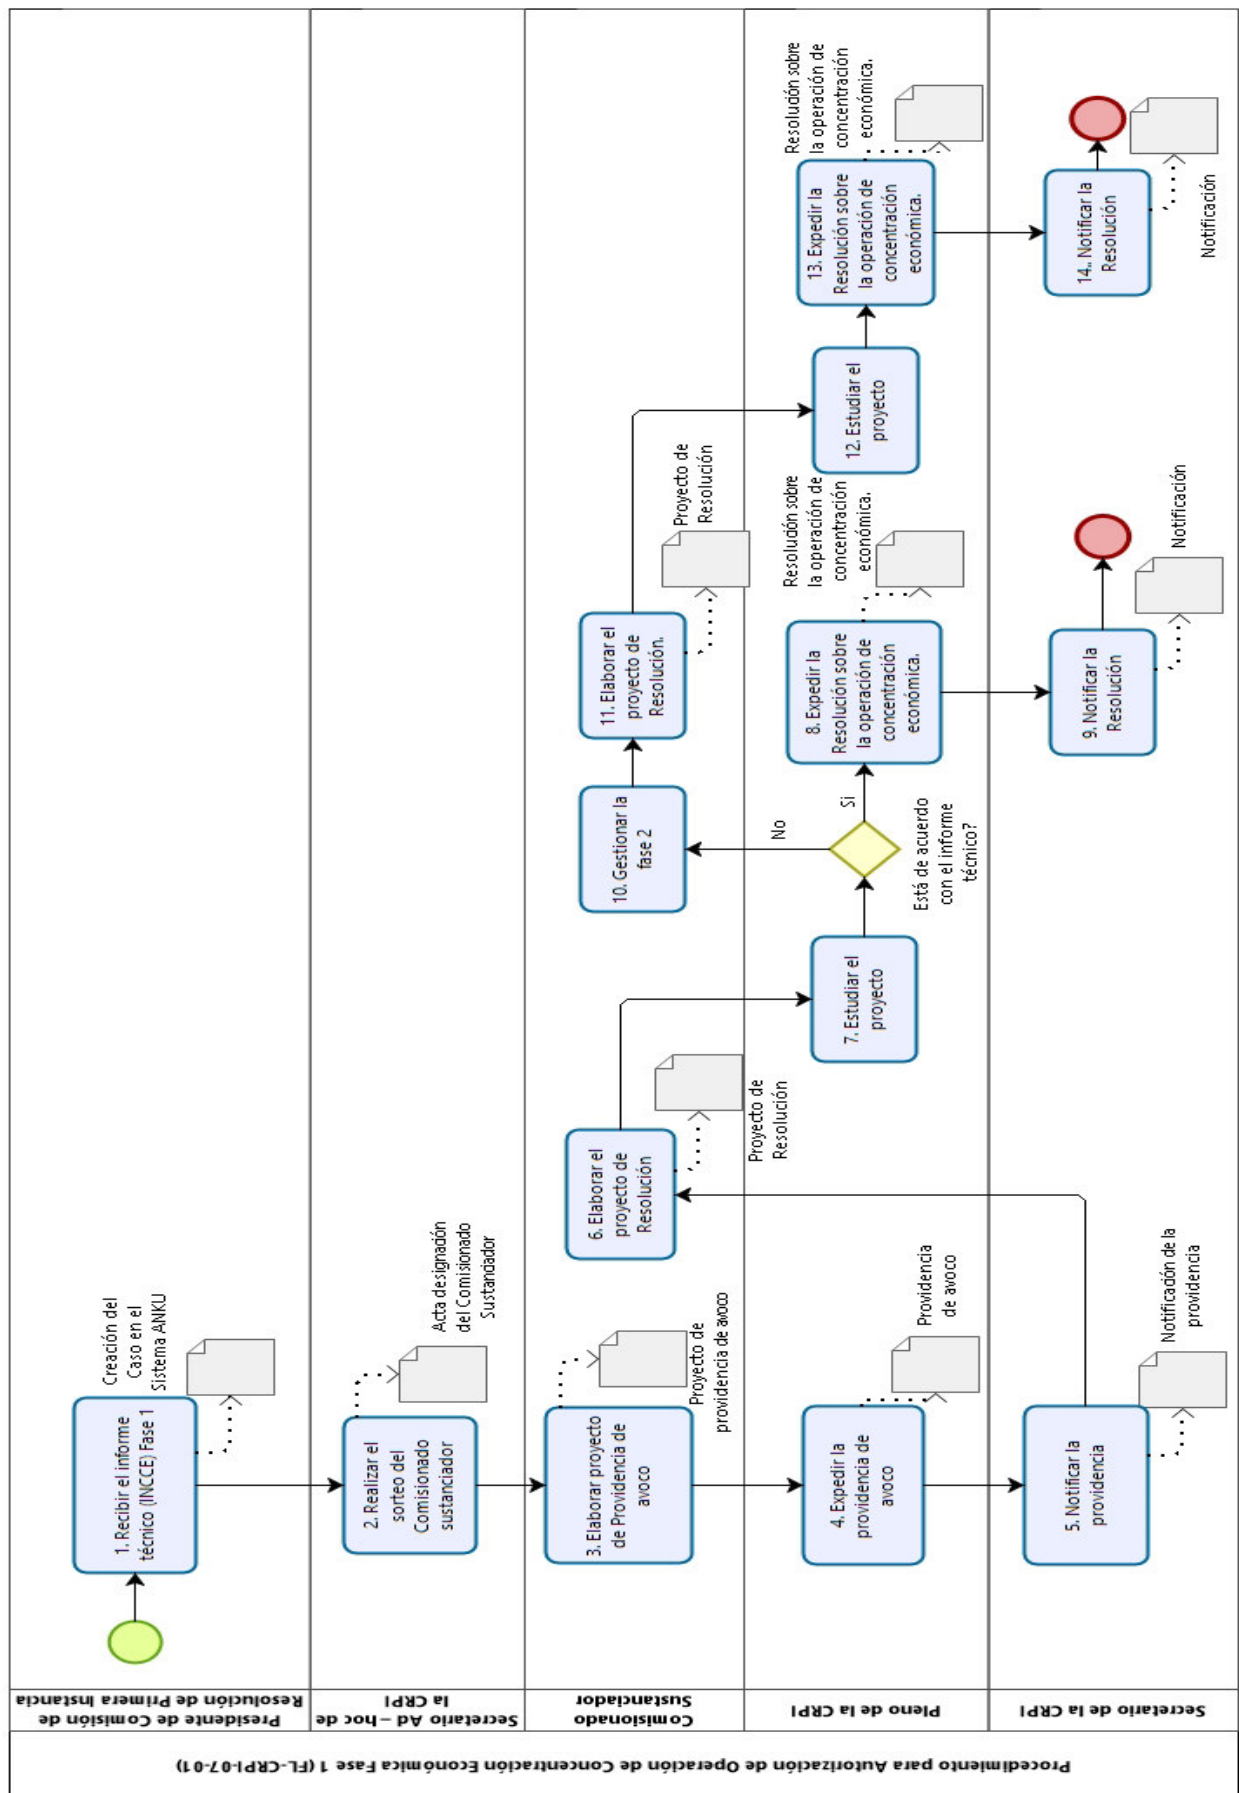 Procedimiento para Autorización de Operación de Concentración Económica Fase 1 (FL-CRPI-07-01)
Presidente de Comisión de
Resolución de Primera Instancia
Creación del
Caso en el
Sistema ANKU
1. Recibir el informe
técnico (INCCE) Fase 1
Secretario Ad – hoc de
la CRPI
2. Realizar el
sorteo del
Comisionado
sustanciador
Acta designación
del Comisionado
Sustanciador
Comisionado
Sustanciador
3. Elaborar proyecto
de Providencia de
avoco
Proyecto de
providencia de avoco
6. Elaborar el
proyecto de
Resolución
Proyecto de
Resolución
10. Gestionar la
fase 2
11. Elaborar el
proyecto de
Resolución.
Proyecto de
Resolución
Pleno de la CRPI
4. Expedir la
providencia de
avoco
Providencia
de avoco
7. Estudiar el
proyecto
No
Si
Está de acuerdo
con el informe
técnico?
Resolución sobre
la operación de
concentración
económica.
8. Expedir la
Resolución sobre
la operación de
concentración
económica.
12. Estudiar el
proyecto
Resolución sobre
la operación de
concentración
económica.
13. Expedir la
Resolución sobre
la operación de
concentración
económica.
Secretario de la CRPI
5. Notificar la
providencia
Notificación de la
providencia
9. Notificar la
Resolución
Notificación
14.. Notificar la
Resolución
Notificación